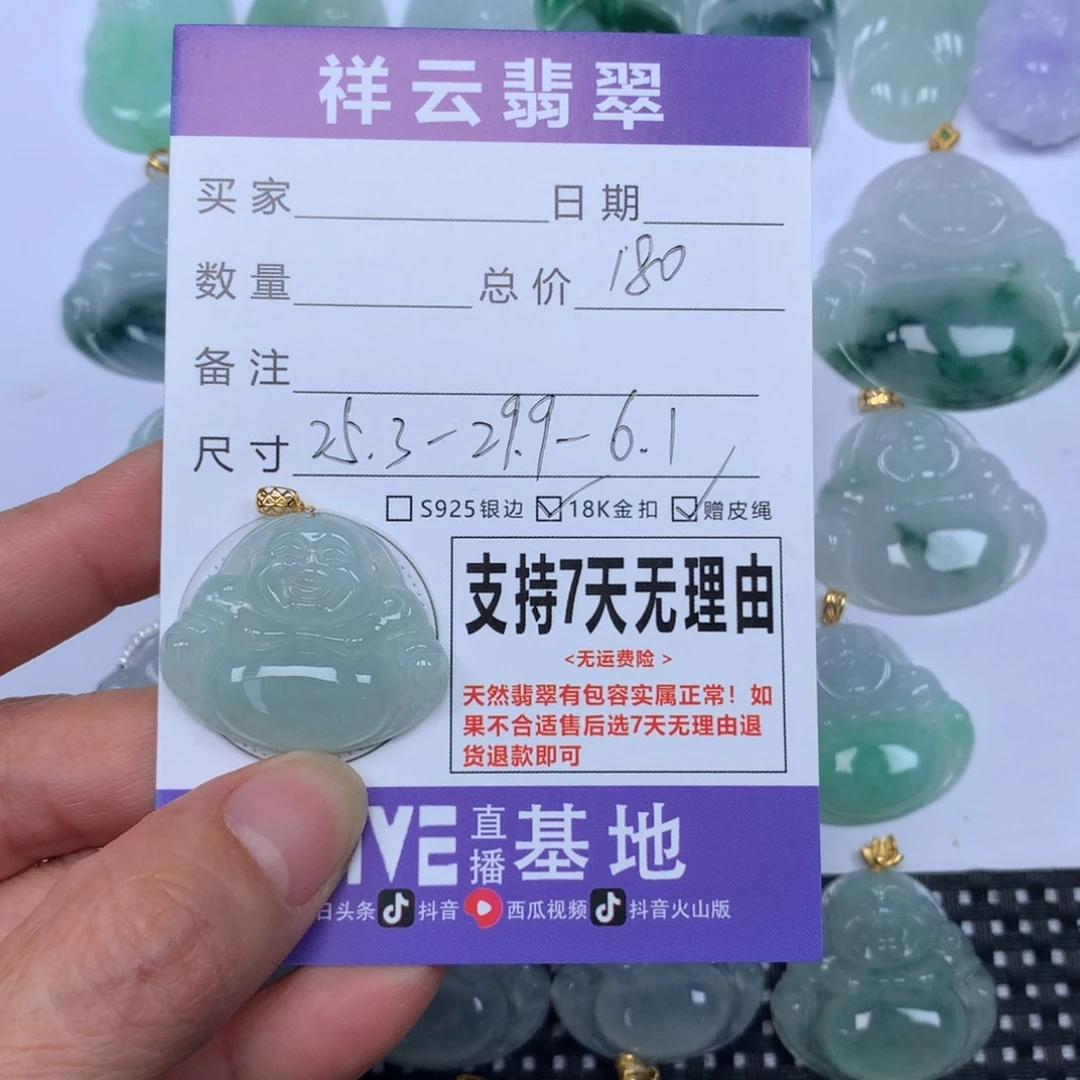 祥云翡翠
买家 日期
数量 总价 180
备注
尺寸 25.3-29.9-6.1
S925银边 18K金扣 赠皮绳
支持7天无理由
<无运费险>
天然翡翠有包容实属正常！如
果不合适售后选7天无理由退
货退款即可
直播基地
日头条 抖音 西瓜视频 抖音火山版